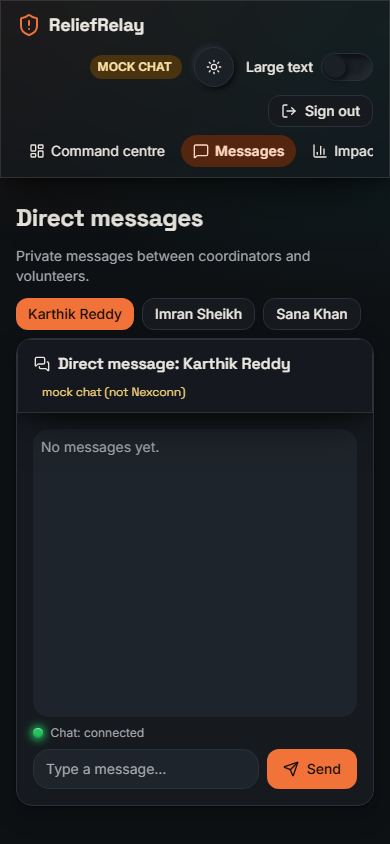 ReliefRelay
MOCK CHAT
Large text
Sign out
Command centre
Messages
Impac
Direct messages
Private messages between coordinators and
volunteers.
Karthik Reddy
Imran Sheikh
Sana Khan
Direct message: Karthik Reddy
mock chat (not Nexconn)
No messages yet.
Chat: connected
Type a message...
Send